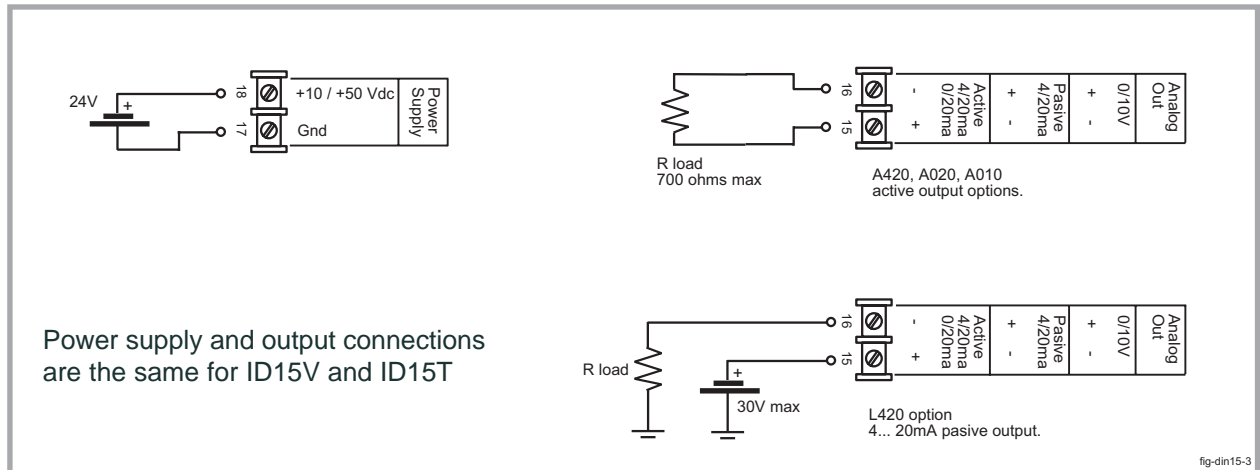 24V
+
18
17
+10 / +50 Vdc
Gnd
Power
Supply
R load
700 ohms max
16
15
-
+
Active
4/20ma
0/20ma
+
-
Pasive
4/20ma
+
-
0/10V
Analog
Out
A420, A020, A010
active output options.
Power supply and output connections
are the same for ID15V and ID15T
R load
+
30V max
16
15
-
+
Active
4/20ma
0/20ma
+
-
Pasive
4/20ma
+
-
0/10V
Analog
Out
L420 option
4... 20mA pasive output.
fig-din15-3